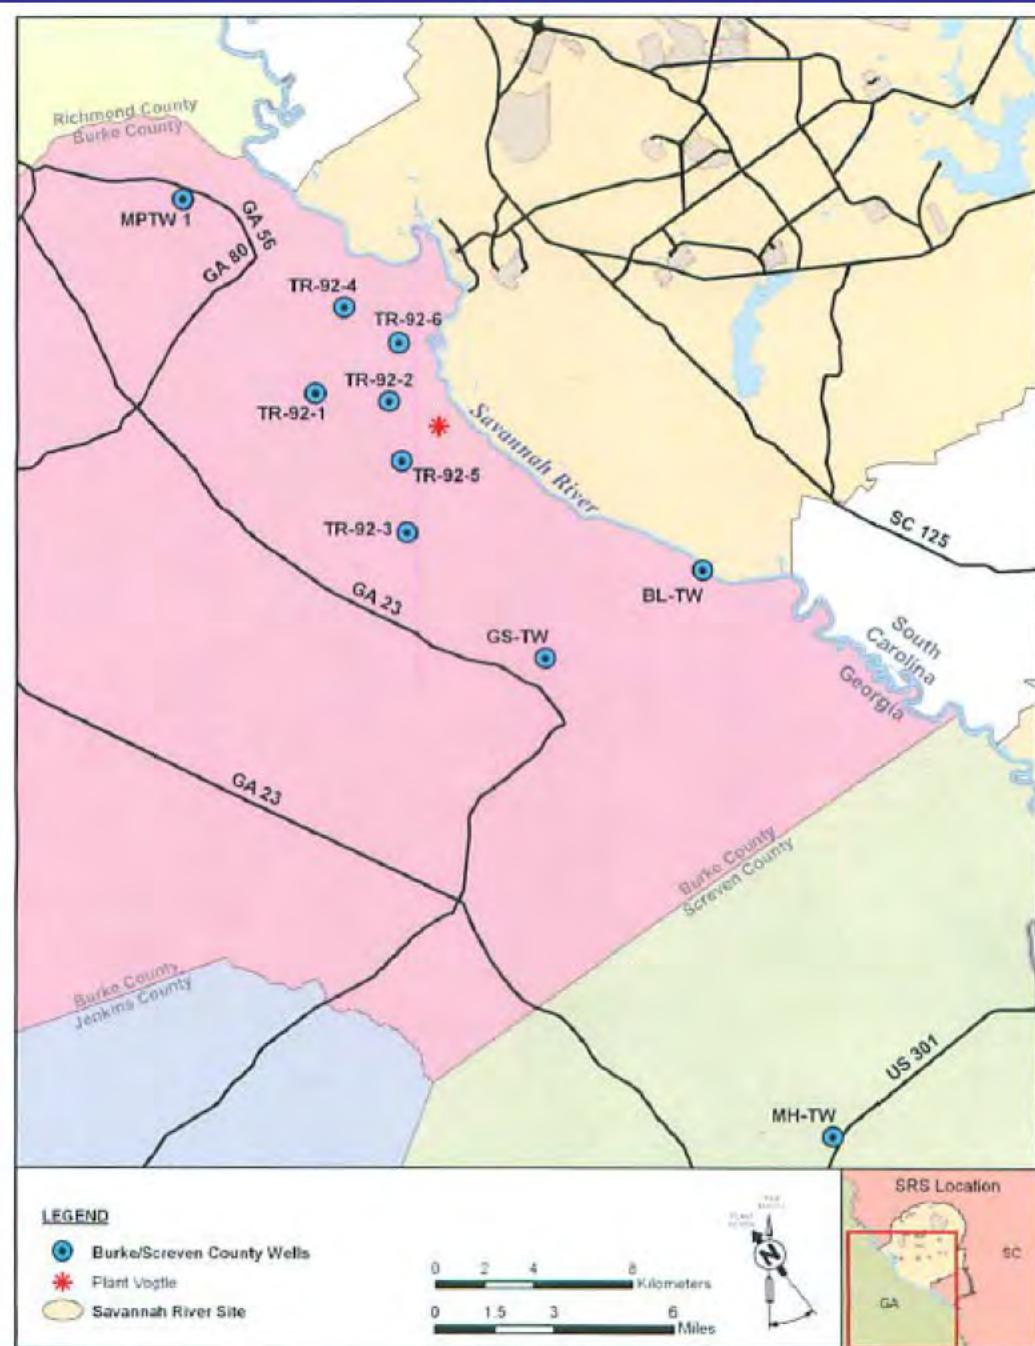 Richmond County
Burke County
MPTW 1
GA 56
GA 80
TR-92-4
TR-92-6
TR-92-2
TR-92-1
Savannah River
TR-92-5
TR-92-3
SC 125
GA 23
BL-TW
GS-TW
South
Carolina
Georgia
GA 23
Burke County
Screven County
Burke County
Jenkins County
US 301
MH-TW
LEGEND
Burke/Screven County Wells
Plant Vogtle
Savannah River Site
0 2 4 8
Kilometers
0 1.5 3 6
Miles
N
SRS Location
SC
GA